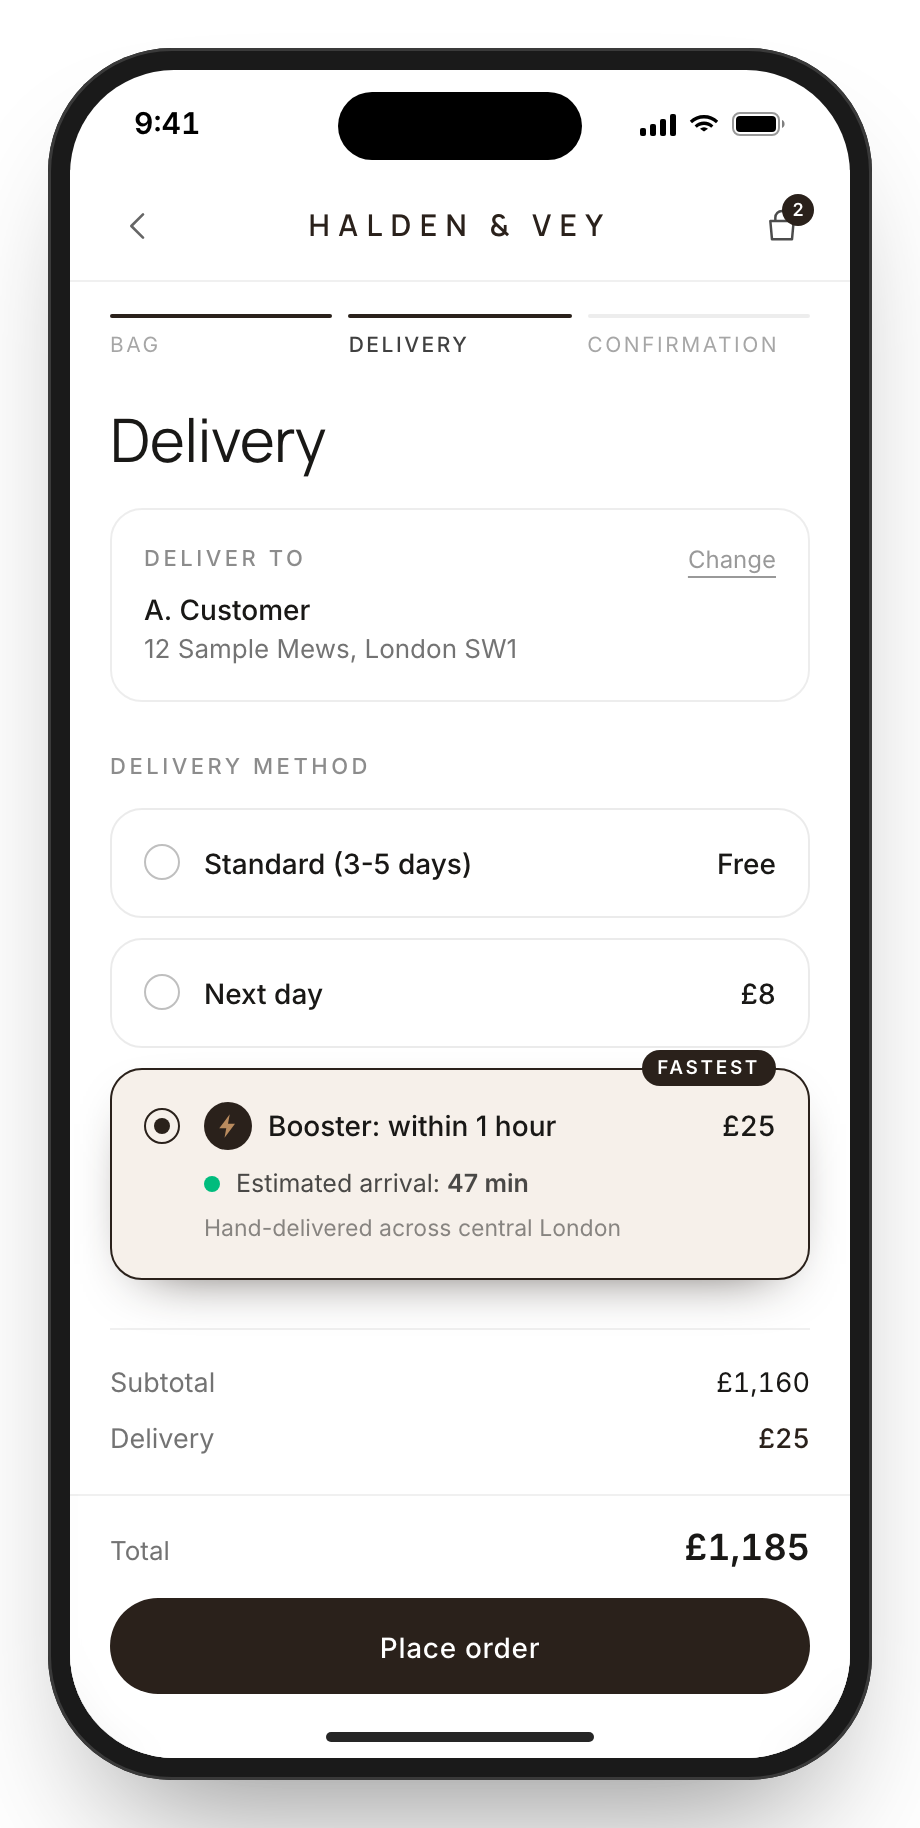 9:41
HALDEN & VEY
2
BAG
DELIVERY
CONFIRMATION
Delivery
DELIVER TO
Change
A. Customer
12 Sample Mews, London SW1
DELIVERY METHOD
Standard (3-5 days) Free
Next day £8
FASTEST
Booster: within 1 hour £25
Estimated arrival: 47 min
Hand-delivered across central London
Subtotal £1,160
Delivery £25
Total £1,185
Place order